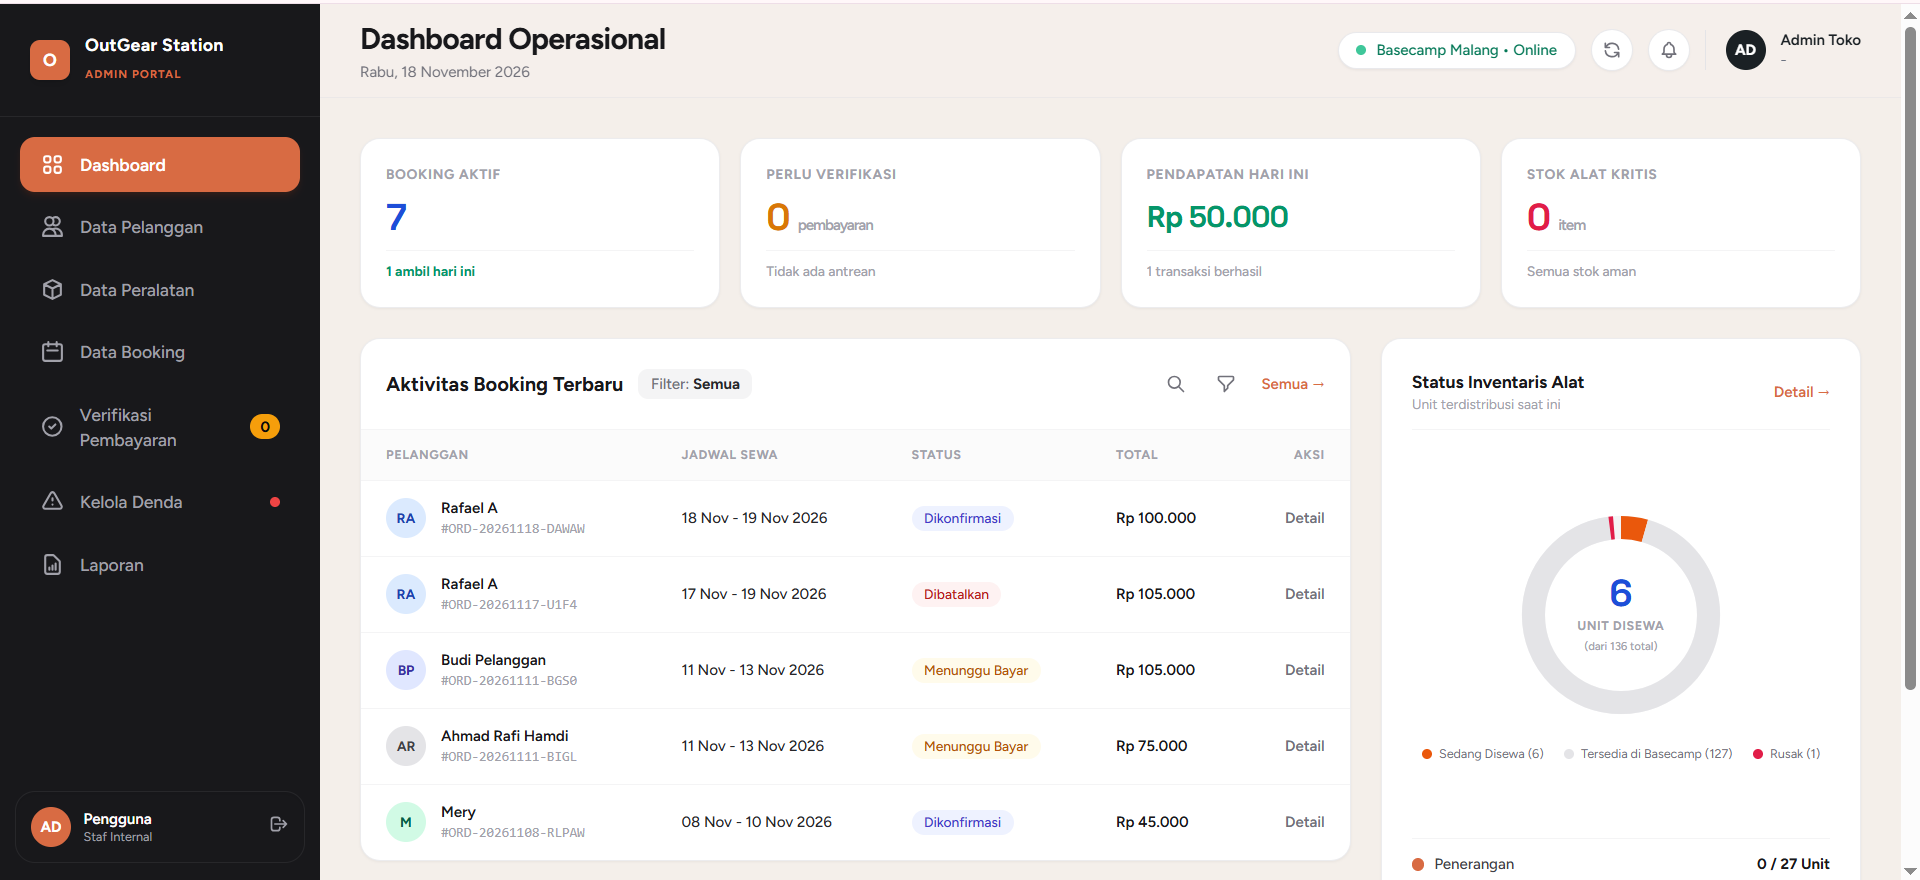 O
OutGear Station
ADMIN PORTAL
Dashboard
Data Pelanggan
Data Peralatan
Data Booking
Verifikasi
Pembayaran
0
Kelola Denda
Laporan
AD
Pengguna
Staf Internal
Dashboard Operasional
Rabu, 18 November 2026
Basecamp Malang • Online
AD
Admin Toko
-
BOOKING AKTIF
7
1 ambil hari ini
PERLU VERIFIKASI
0 pembayaran
Tidak ada antrean
PENDAPATAN HARI INI
Rp 50.000
1 transaksi berhasil
STOK ALAT KRITIS
0 item
Semua stok aman
Aktivitas Booking Terbaru
Filter: Semua
Semua →
PELANGGAN JADWAL SEWA STATUS TOTAL AKSI
RA Rafael A 18 Nov - 19 Nov 2026 Dikonfirmasi Rp 100.000 Detail
#ORD-20261118-DAWAW
RA Rafael A 17 Nov - 19 Nov 2026 Dibatalkan Rp 105.000 Detail
#ORD-20261117-U1F4
BP Budi Pelanggan 11 Nov - 13 Nov 2026 Menunggu Bayar Rp 105.000 Detail
#ORD-20261111-BGS0
AR Ahmad Rafi Hamdi 11 Nov - 13 Nov 2026 Menunggu Bayar Rp 75.000 Detail
#ORD-20261111-BIGL
M Mery 08 Nov - 10 Nov 2026 Dikonfirmasi Rp 45.000 Detail
#ORD-20261108-RLPAW
Status Inventaris Alat
Unit terdistribusi saat ini
Detail →
6
UNIT DISEWA
(dari 136 total)
Sedang Disewa (6) Tersedia di Basecamp (127) Rusak (1)
Penerangan 0 / 27 Unit